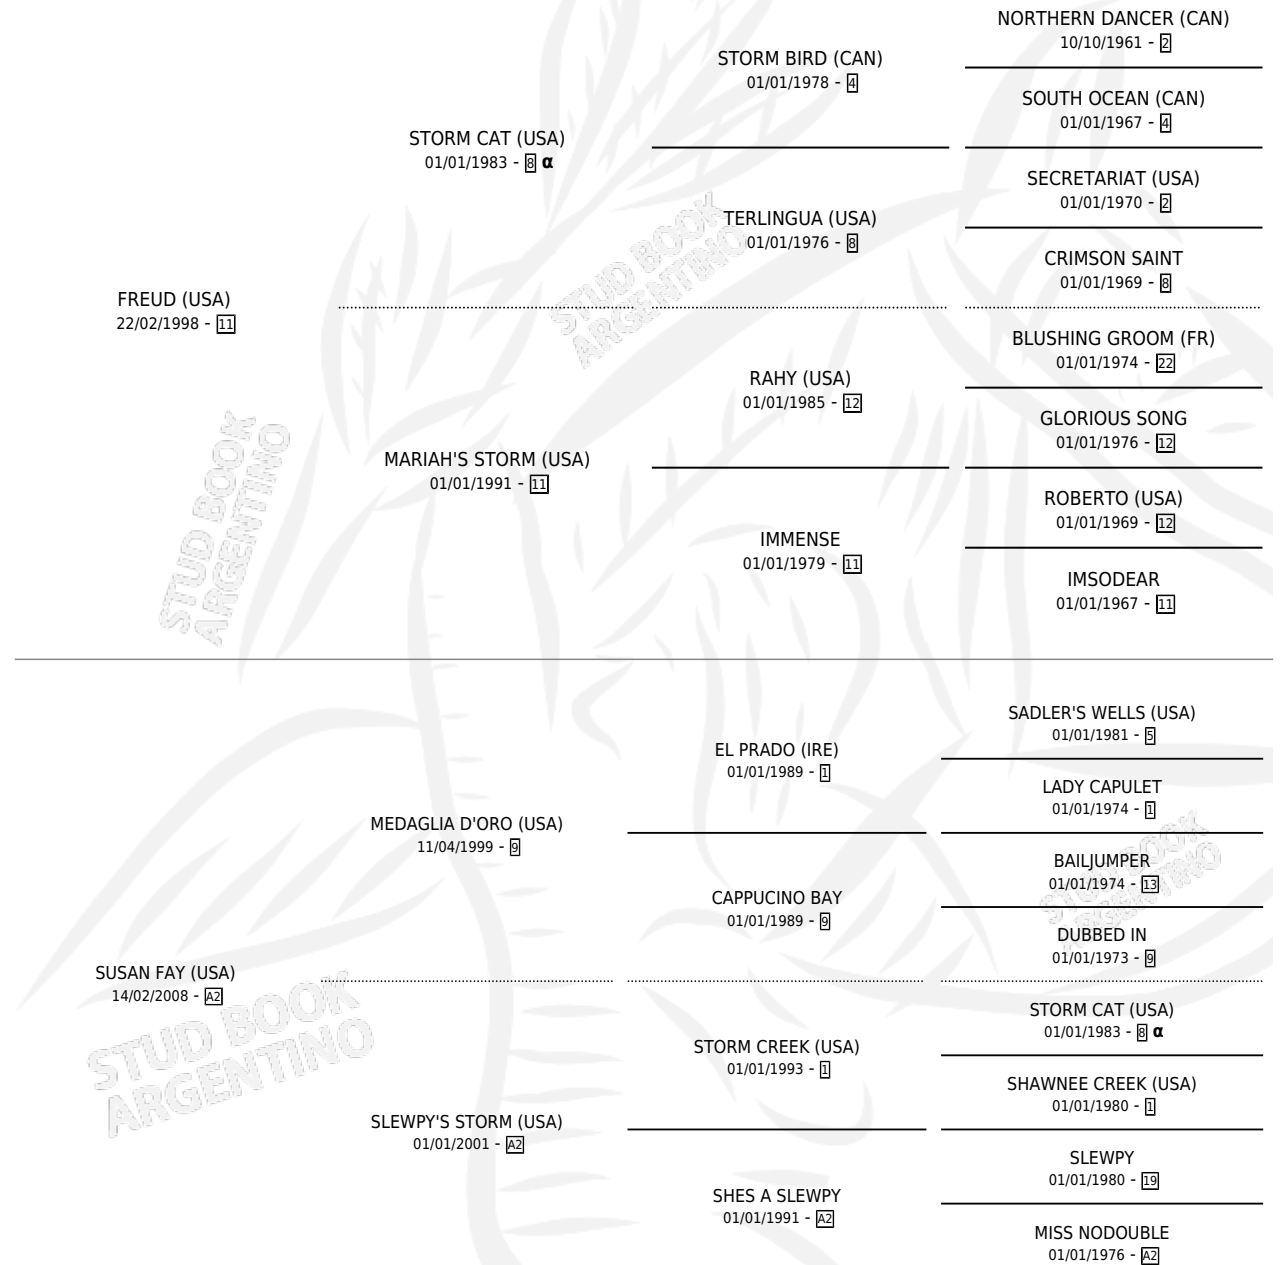 NORTHERN DANCER (CAN)
10/10/1961 - 2
STORM BIRD (CAN)
01/01/1978 - 4
SOUTH OCEAN (CAN)
01/01/1967 - 4
STORM CAT (USA)
01/01/1983 - 8 α
SECRETARIAT (USA)
01/01/1970 - 2
TERLINGUA (USA)
01/01/1976 - 8
CRIMSON SAINT
01/01/1969 - 8
FREUD (USA)
22/02/1998 - 11
BLUSHING GROOM (FR)
01/01/1974 - 22
RAHY (USA)
01/01/1985 - 12
GLORIOUS SONG
01/01/1976 - 12
MARIAH'S STORM (USA)
01/01/1991 - 11
ROBERTO (USA)
01/01/1969 - 12
IMMENSE
01/01/1979 - 11
IMSODEAR
01/01/1967 - 11
SADLER'S WELLS (USA)
01/01/1981 - 5
EL PRADO (IRE)
01/01/1989 - 1
LADY CAPULET
01/01/1974 - 1
MEDAGLIA D'ORO (USA)
11/04/1999 - 9
BAILJUMPER
01/01/1974 - 13
CAPPUCINO BAY
01/01/1989 - 9
DUBBED IN
01/01/1973 - 9
SUSAN FAY (USA)
14/02/2008 - A2
STORM CAT (USA)
01/01/1983 - 8 α
STORM CREEK (USA)
01/01/1993 - 1
SHAWNEE CREEK (USA)
01/01/1980 - 1
SLEWPY'S STORM (USA)
01/01/2001 - A2
SLEWPY
01/01/1980 - 19
SHES A SLEWPY
01/01/1991 - A2
MISS NODOUBLE
01/01/1976 - A2
STUD BOOK
ARGENTINO
STUD BOOK
ARGENTINO
STUD BOOK
ARGENTINO
STUD BOOK
ARGENTINO